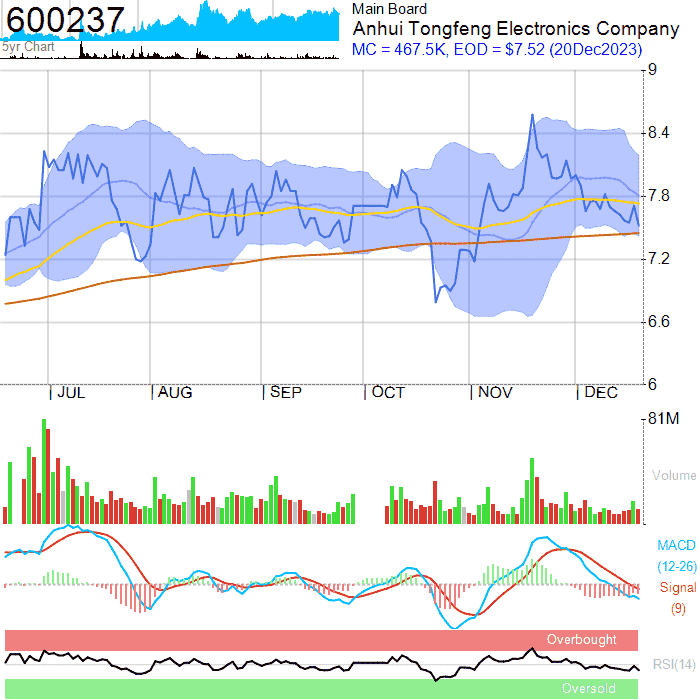 600237
5yr Chart
Main Board
Anhui Tongfeng Electronics Company
MC = 467.5K, EOD = $7.52 (20Dec2023)
9
8.4
7.8
7.2
6.6
6
JUL AUG SEP OCT NOV DEC
81M
Volume
MACD
(12-26)
Signal
(9)
Overbought
RSI(14)
Oversold